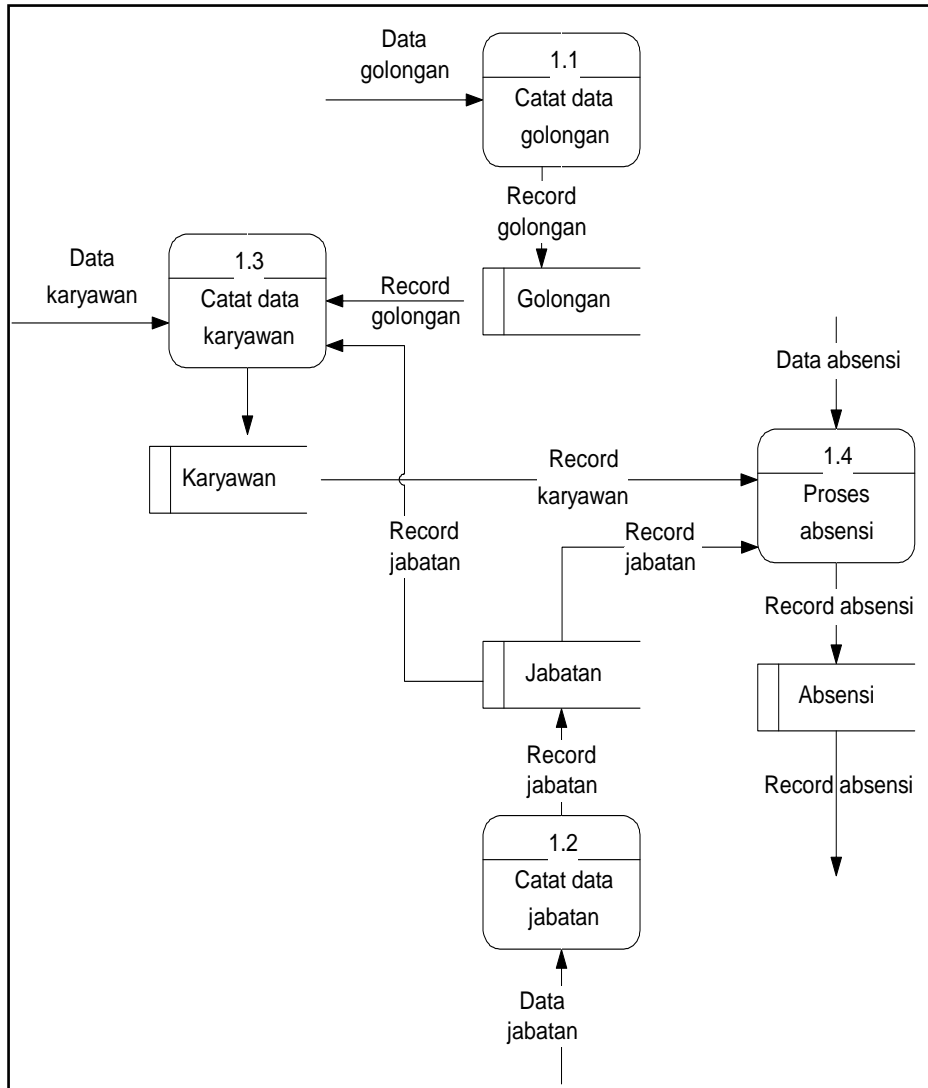 Data
golongan
1.1
Catat data
golongan
Record
golongan
Golongan
Data
karyawan
1.3
Catat data
karyawan
Record
golongan
Karyawan
Record
karyawan
Data absensi
1.4
Proses
absensi
Record
jabatan
Record
jabatan
Record absensi
Jabatan
Absensi
Record
jabatan
Record absensi
1.2
Catat data
jabatan
Data
jabatan